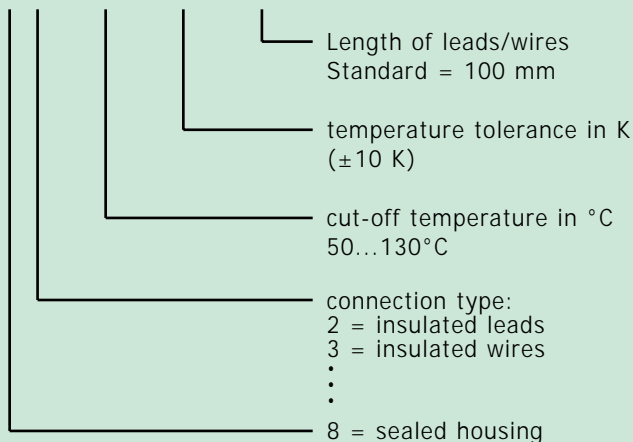 Length of leads/wires
Standard = 100 mm
temperature tolerance in K
(±10 K)
cut-off temperature in °C
50...130°C
connection type:
2 = insulated leads
3 = insulated wires
•
•
•
8 = sealed housing